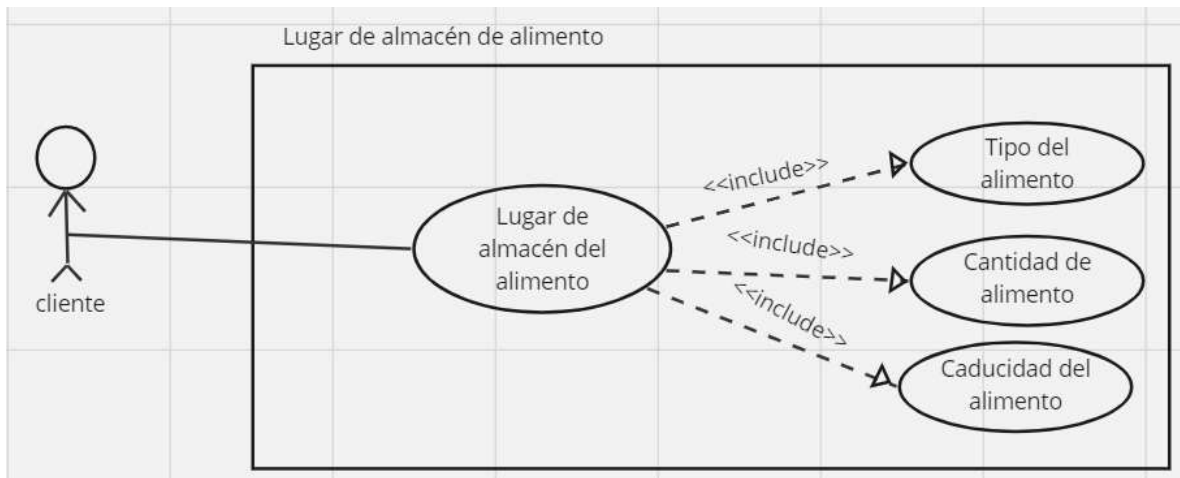 Lugar de almacén de alimento
cliente
Lugar de
almacén del
alimento
<<include>>
<<include>>
<<include>>
Tipo del
alimento
Cantidad de
alimento
Caducidad del
alimento